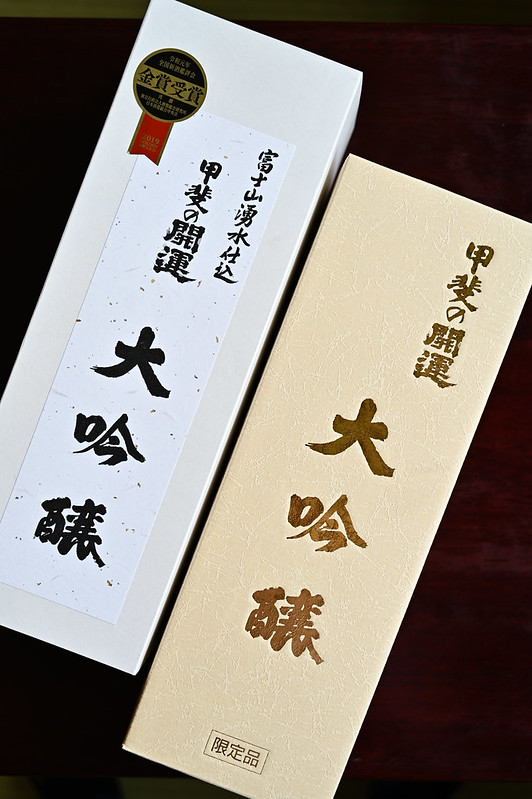 令和元年
全国新酒鑑評会
金賞受賞
2019
富士山湧水仕込
甲斐の開運
大吟醸
甲斐の開運
大吟醸
限定品